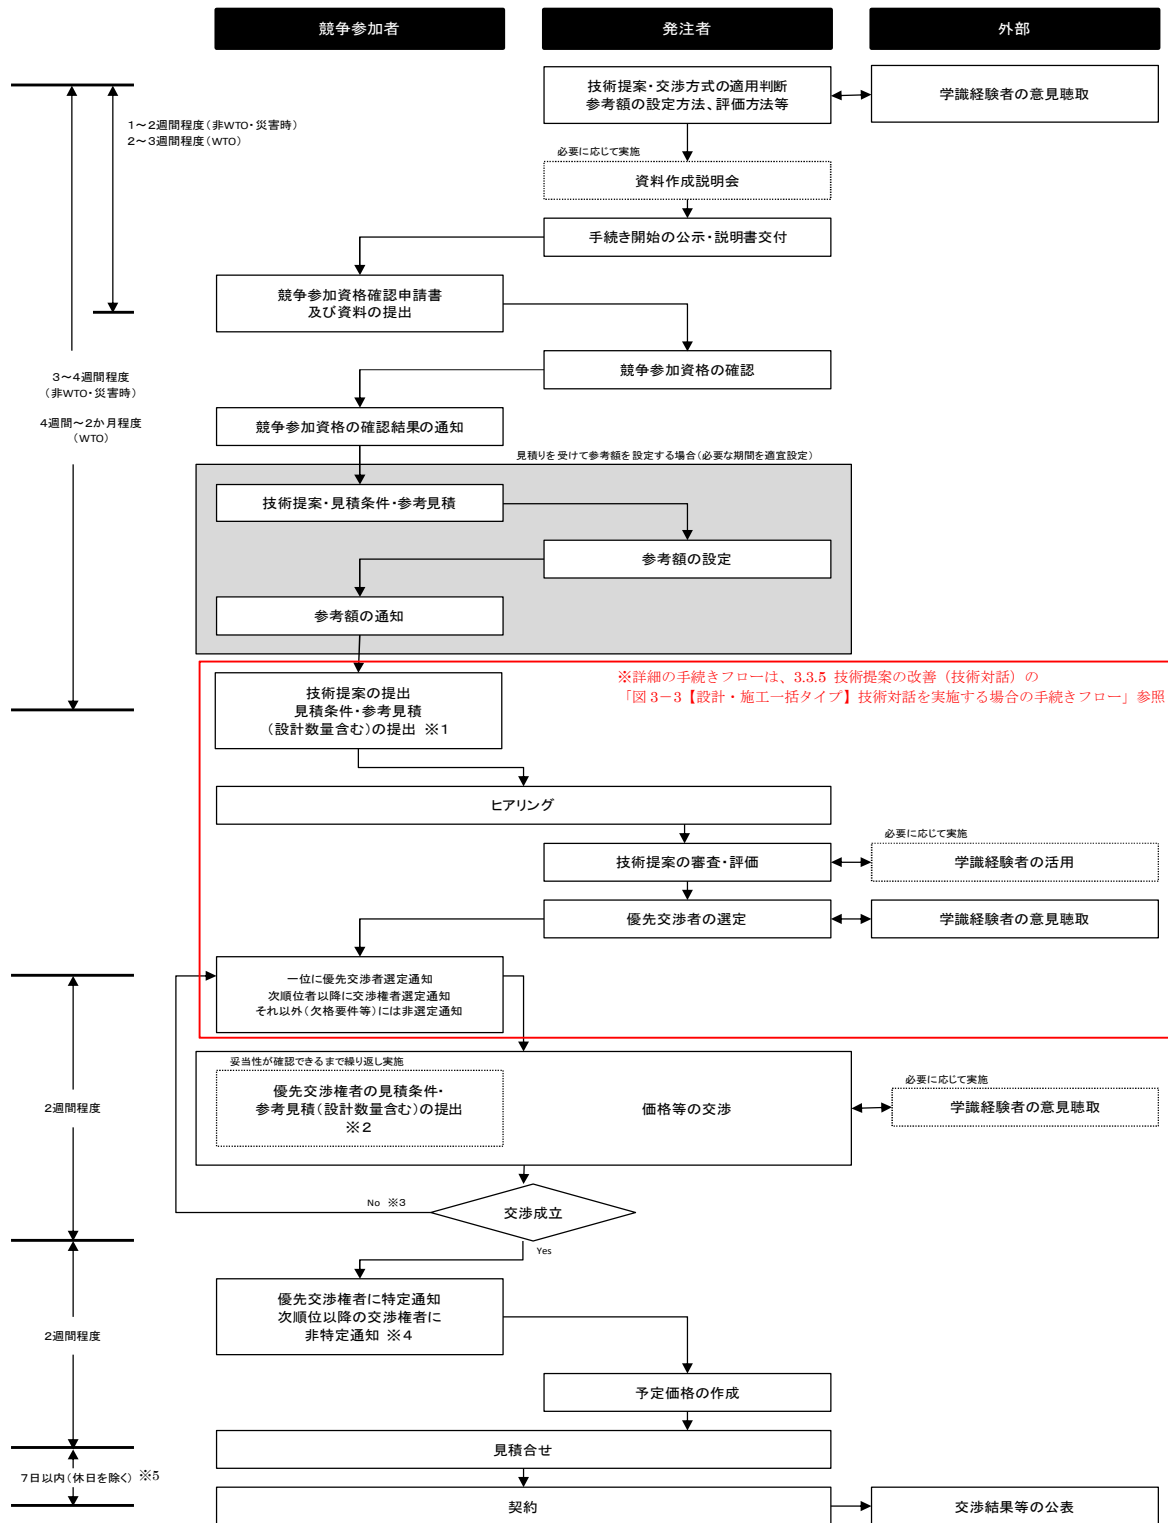 競争参加者
発注者
外部
技術提案・交渉方式の適用判断
参考額の設定方法、評価方法等
学識経験者の意見聴取
1～2週間程度(非WTO・災害時)
2～3週間程度(WTO)
必要に応じて実施
資料作成説明会
手続き開始の公示・説明書交付
競争参加資格確認申請書
及び資料の提出
競争参加資格の確認
3～4週間程度
(非WTO・災害時)
4週間～2か月程度
(WTO)
競争参加資格の確認結果の通知
見積りを受けて参考額を設定する場合(必要な期間を適宜設定)
技術提案・見積条件・参考見積
参考額の設定
参考額の通知
※詳細の手続きフローは、3.3.5 技術提案の改善（技術対話）の
「図 3－3【設計・施工一括タイプ】技術対話を実施する場合の手続きフロー」参照
技術提案の提出
見積条件・参考見積
(設計数量含む)の提出 ※1
ヒアリング
必要に応じて実施
技術提案の審査・評価
学識経験者の活用
優先交渉者の選定
学識経験者の意見聴取
一位に優先交渉者選定通知
次順位者以降に交渉権者選定通知
それ以外(欠格要件等)には非選定通知
妥当性が確認できるまで繰り返し実施
優先交渉権者の見積条件・
参考見積(設計数量含む)の提出
※2
価格等の交渉
必要に応じて実施
学識経験者の意見聴取
2週間程度
No ※3
交渉成立
Yes
優先交渉権者に特定通知
次順位以降の交渉権者に
非特定通知 ※4
2週間程度
予定価格の作成
見積合せ
7日以内(休日を除く) ※5
契約
交渉結果等の公表